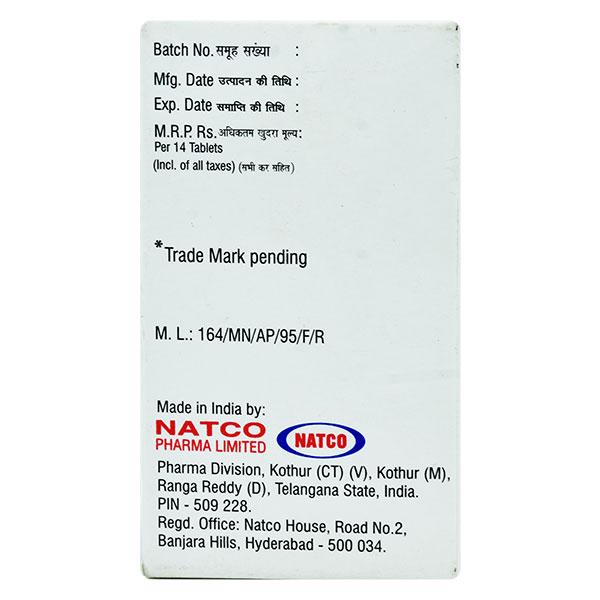 Batch No. समूह सख्या :
Mfg. Date उत्पादन की तिथि :
Exp. Date समाप्ति की तिथि :
M.R.P. Rs. अधिकतम खुदरा मूल्य:
Per 14 Tablets
(Incl. of all taxes) (सभी कर सहित)
*Trade Mark pending
M. L.: 164/MN/AP/95/F/R
Made in India by:
NATCO
PHARMA LIMITED
NATCO
Pharma Division, Kothur (CT) (V), Kothur (M),
Ranga Reddy (D), Telangana State, India.
PIN - 509 228.
Regd. Office: Natco House, Road No.2,
Banjara Hills, Hyderabad - 500 034.